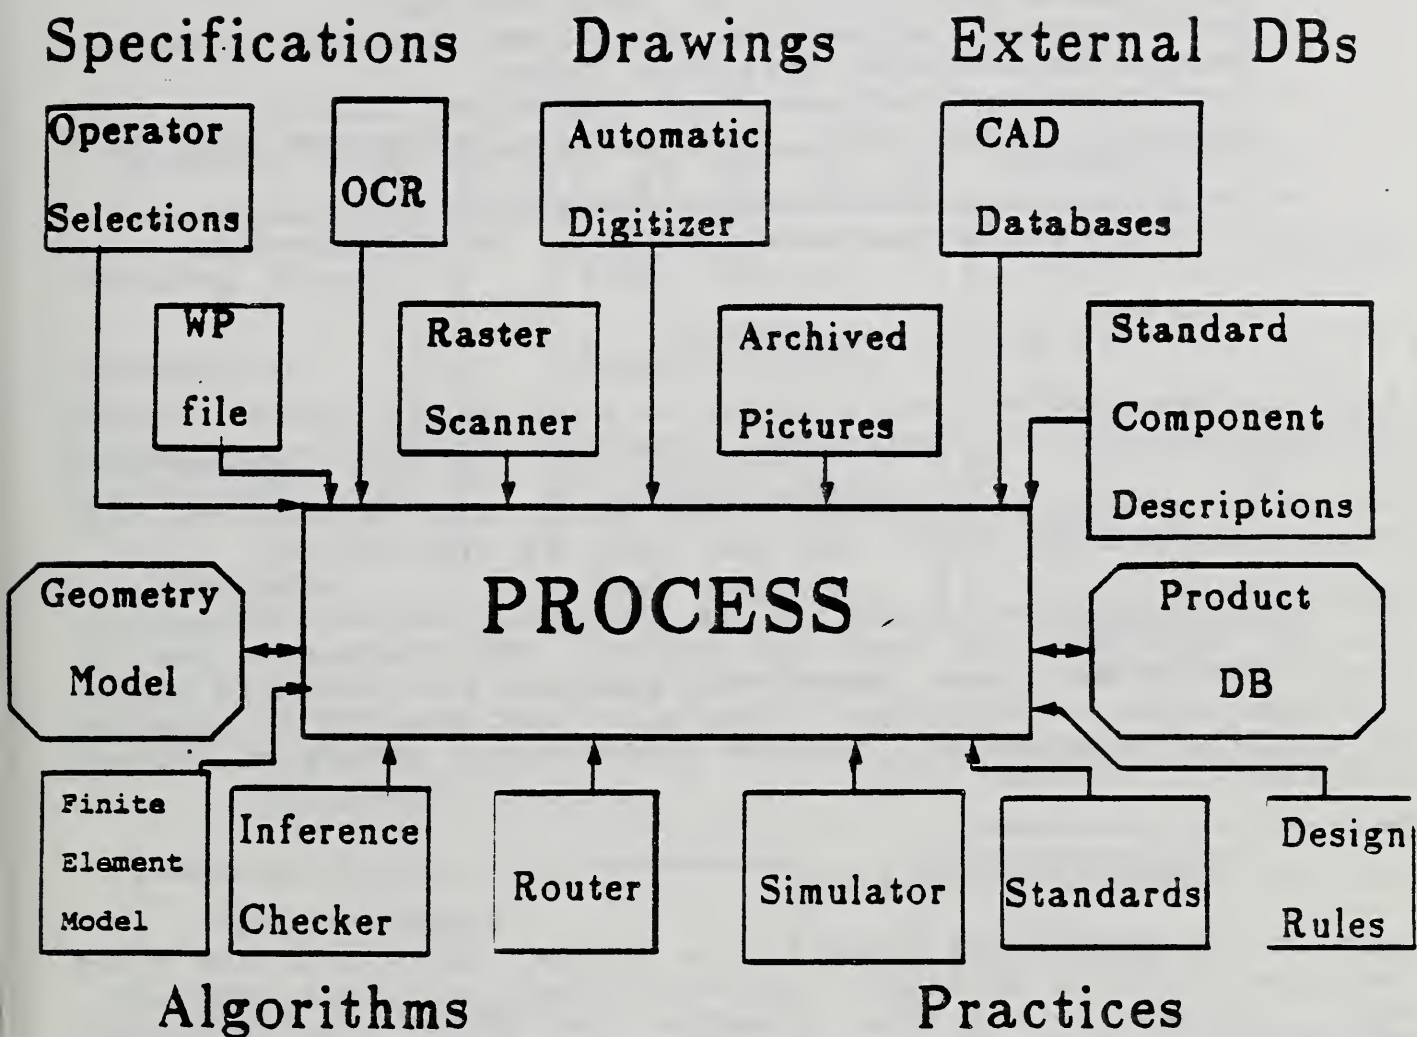 Specifications Drawings External DBs
Operator
Selections
OCR
Automatic
Digitizer
CAD
Databases
WP
file
Raster
Scanner
Archived
Pictures
Standard
Component
Descriptions
Geometry
Model
PROCESS
Product
DB
Finite
Element
Model
Inference
Checker
Router
Simulator
Standards
Design
Rules
Algorithms Practices